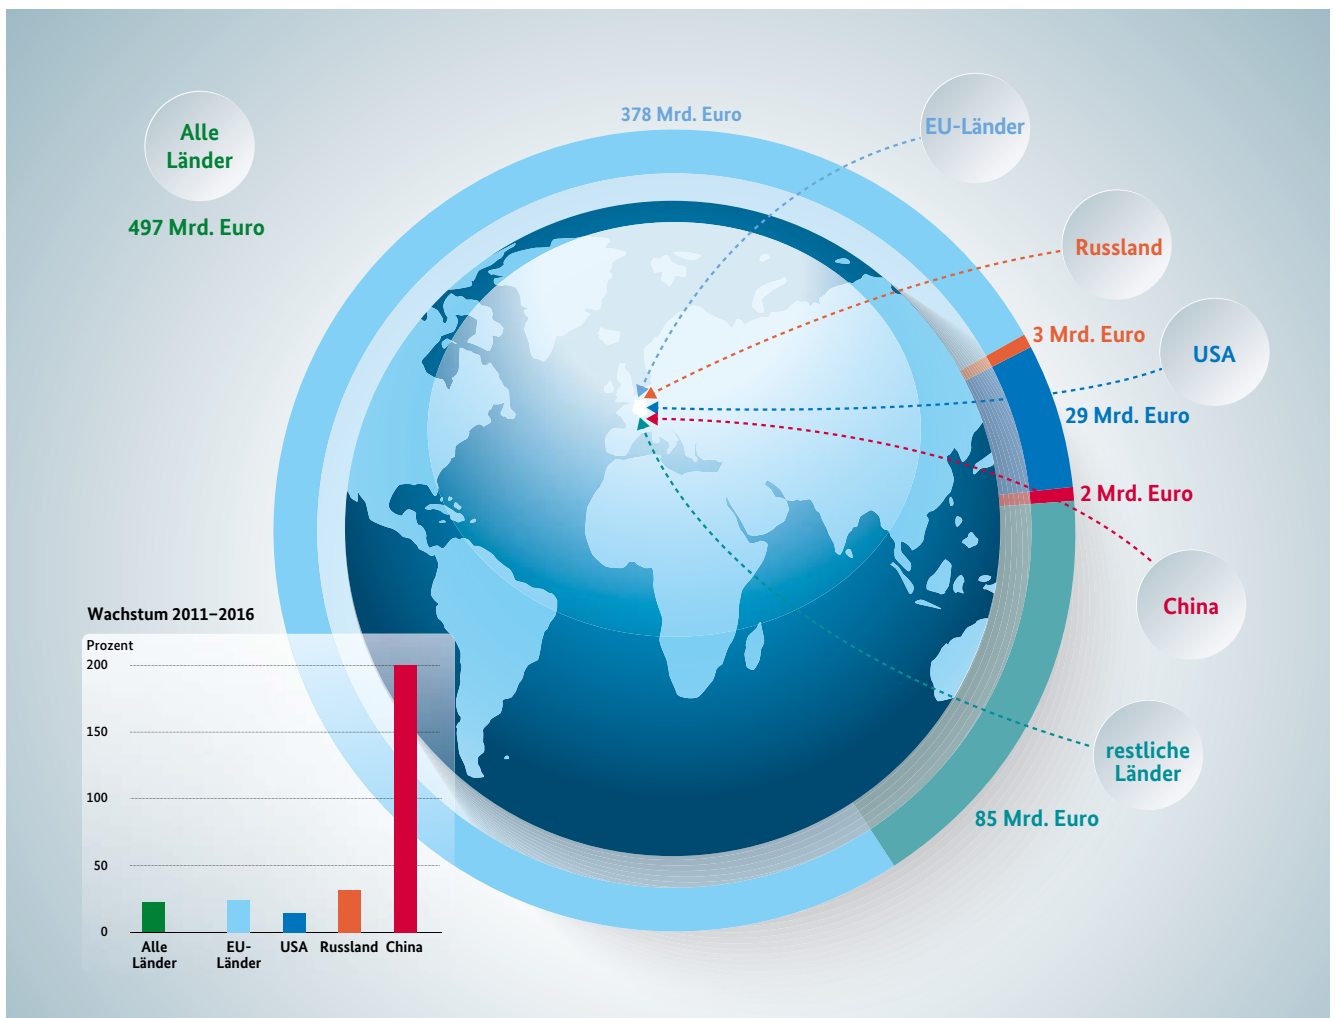 Alle
Länder
497 Mrd. Euro
378 Mrd. Euro
EU-Länder
Russland
3 Mrd. Euro
USA
29 Mrd. Euro
2 Mrd. Euro
China
restliche
Länder
85 Mrd. Euro
Wachstum 2011–2016
Prozent
200
150
100
50
0
Alle
Länder
EU-
Länder
USA
Russland
China